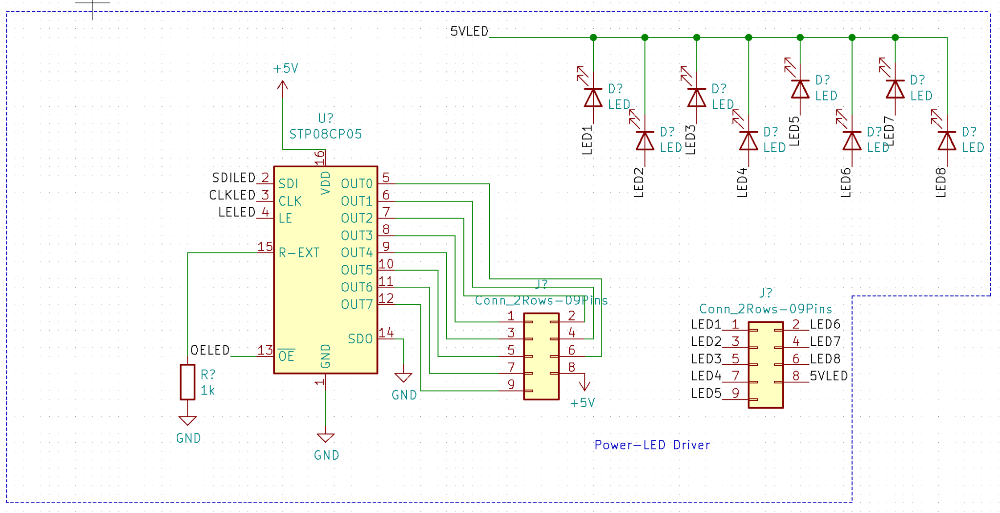 5VLED
+5V
U?
STP08CP05
D?
LED
D?
LED
D?
LED
D?
LED
D?
LED
D?
LED
D?
LED
D?
LED
LED1
LED2
LED3
LED4
LED5
LED6
LED7
LED8
16
VDD
SDILED 2 SDI
CLKLED 3 CLK
LELED 4 LE
15 R-EXT
OELED 13 OE
OUT0 5
OUT1 6
OUT2 7
OUT3 8
OUT4 9
OUT5 10
OUT6 11
OUT7 12
SDO 14
GND
1
R?
1k
GND
GND
GND
J?
Conn_2Rows-09Pins
1 2
3 4
5 6
7 8
9
+5V
J?
Conn_2Rows-09Pins
LED1 1 2 LED6
LED2 3 4 LED7
LED3 5 6 LED8
LED4 7 8 5VLED
LED5 9
Power-LED Driver